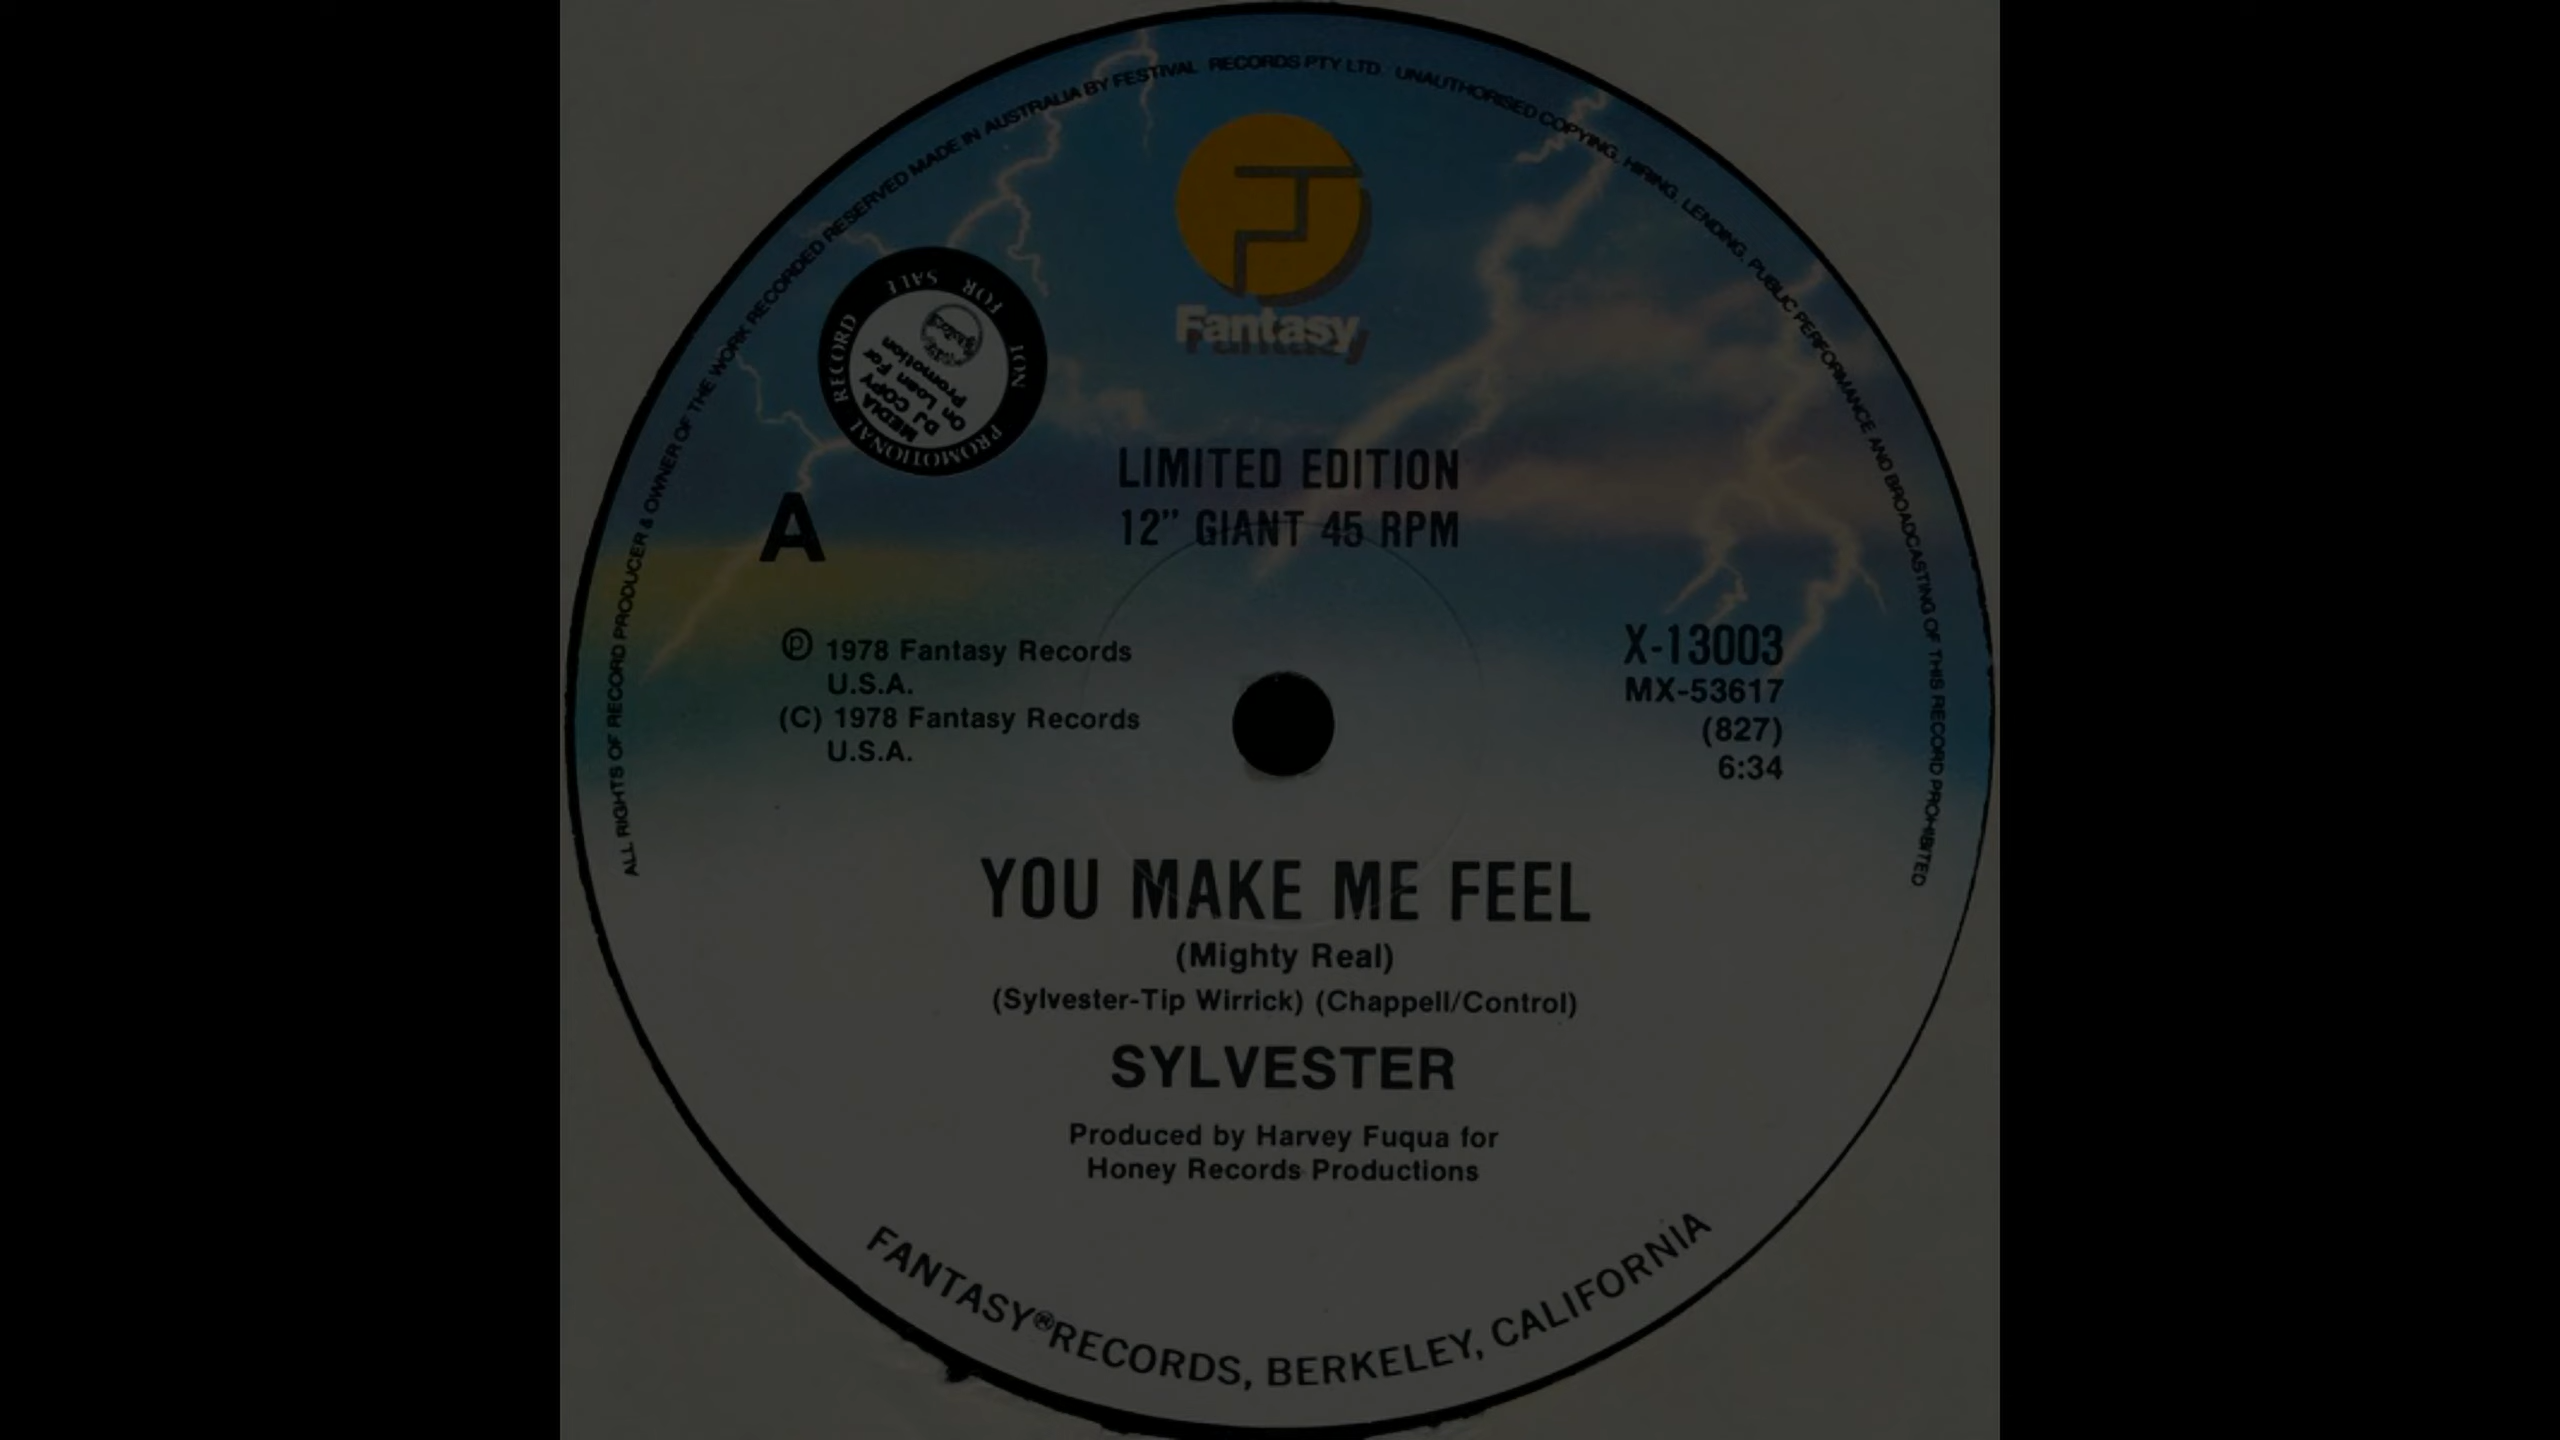 ALL RIGHTS OF RECORD PRODUCER & OWNER OF THE WORK RECORDED RESERVED MADE IN AUSTRALIA BY FESTIVAL RECORDS PTY LTD UNAUTHORISED COPYING, HIRING, LENDING, PUBLIC PERFORMANCE AND BROADCASTING OF THIS RECORD PROHIBITED
Fantasy
PROMOTIONAL RECORD
NOT FOR SALE
MEDIA
DJ COPY
On Loan For
Promotion
LIMITED EDITION
12” GIANT 45 RPM
A
Ⓟ 1978 Fantasy Records
U.S.A.
(C) 1978 Fantasy Records
U.S.A.
X-13003
MX-53617
(827)
6:34
YOU MAKE ME FEEL
(Mighty Real)
(Sylvester-Tip Wirrick) (Chappell/Control)
SYLVESTER
Produced by Harvey Fuqua for
Honey Records Productions
FANTASY® RECORDS, BERKELEY, CALIFORNIA